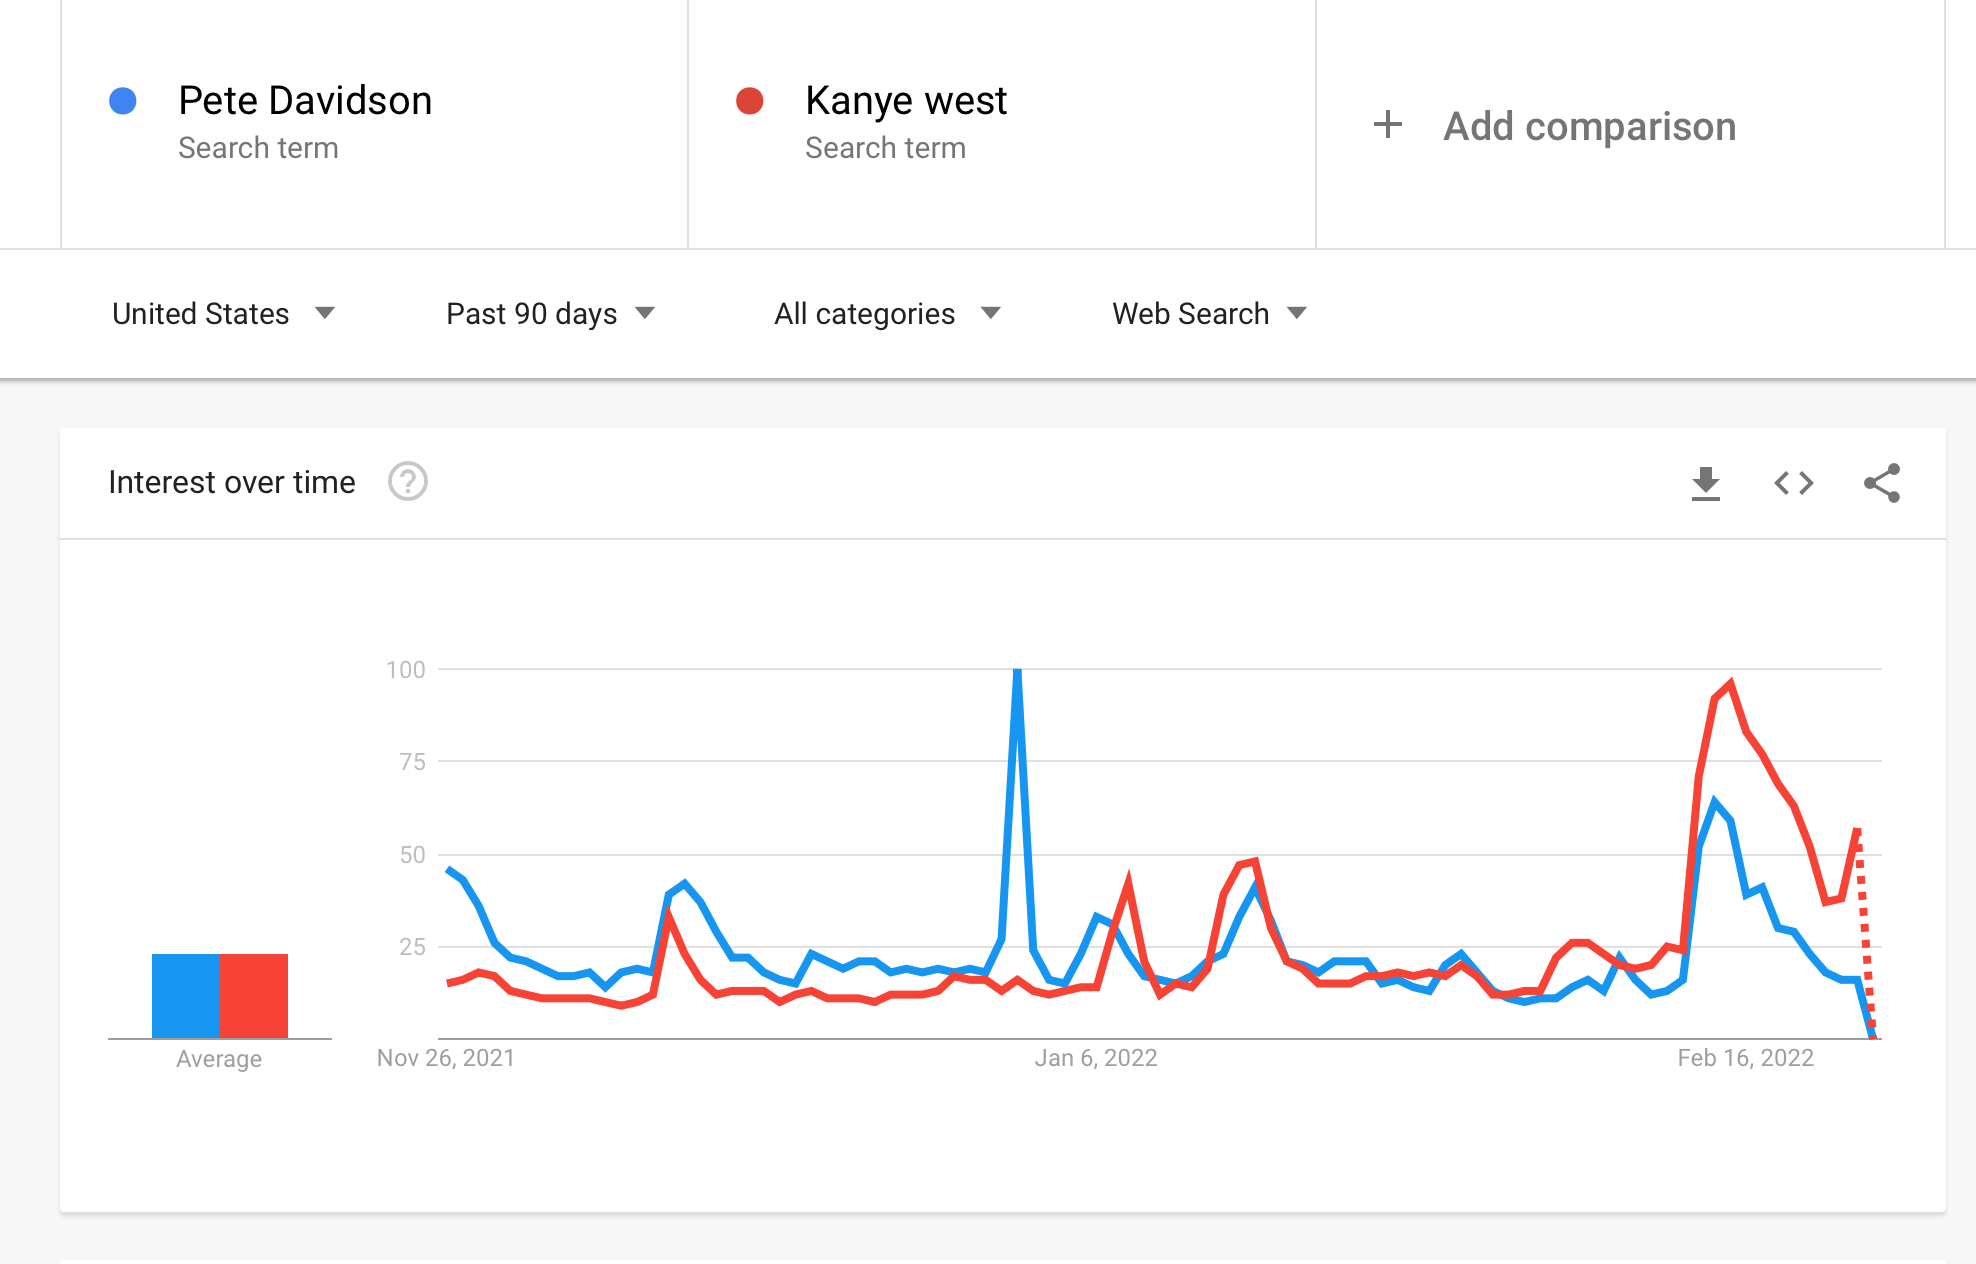 Pete Davidson
Search term
Kanye west
Search term
+ Add comparison
United States
Past 90 days
All categories
Web Search
Interest over time
?
100
75
50
25
Average
Nov 26, 2021
Jan 6, 2022
Feb 16, 2022